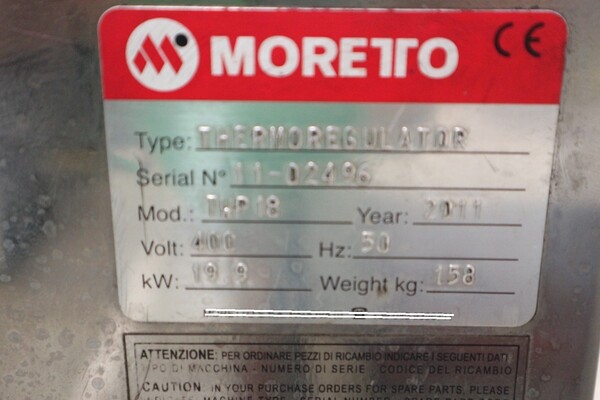 MORETTO CE
Type: THERMOREGULATOR
Serial N° 11-02496
Mod.: TWP18 Year: 2011
Volt: 400 Hz: 50
kW: 19.9 Weight kg: 158
ATTENZIONE: PER ORDINARE PEZZI DI RICAMBIO INDICARE I SEGUENTI DATI
TIPO DI MACCHINA - NUMERO DI SERIE - CODICE DEL RICAMBIO
CAUTION: IN YOUR PURCHASE ORDERS FOR SPARE PARTS, PLEASE